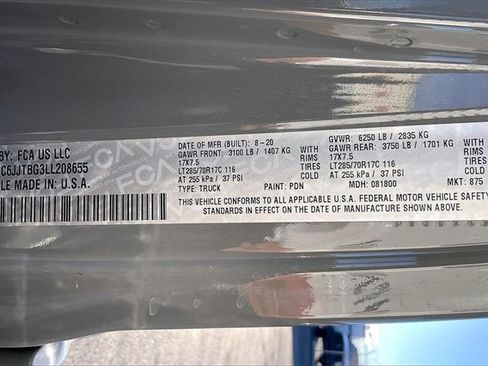 BY: FCA US LLC
C6JJTBG3LL208655
LE MADE IN: U.S.A.
DATE OF MFR (BUILT): 8-20
GVWR: 6250 LB / 2835 KG
GAWR FRONT: 3100 LB / 1407 KG
GAWR REAR: 3750 LB / 1701 KG
17X7.5 RIMS WITH
17X7.5 RIMS WITH
LT285/70R17C 116 TIRES
LT285/70R17C 116 TIRES
AT 255 kPa / 37 PSI COLD
AT 255 kPa / 37 PSI COLD
TYPE: TRUCK PAINT: PDN MDH: 081800 MKT: 875
THIS VEHICLE CONFORMS TO ALL APPLICABLE U.S.A. FEDERAL MOTOR VEHICLE SAFETY
STANDARDS IN EFFECT ON THE DATE OF MANUFACTURE SHOWN ABOVE.